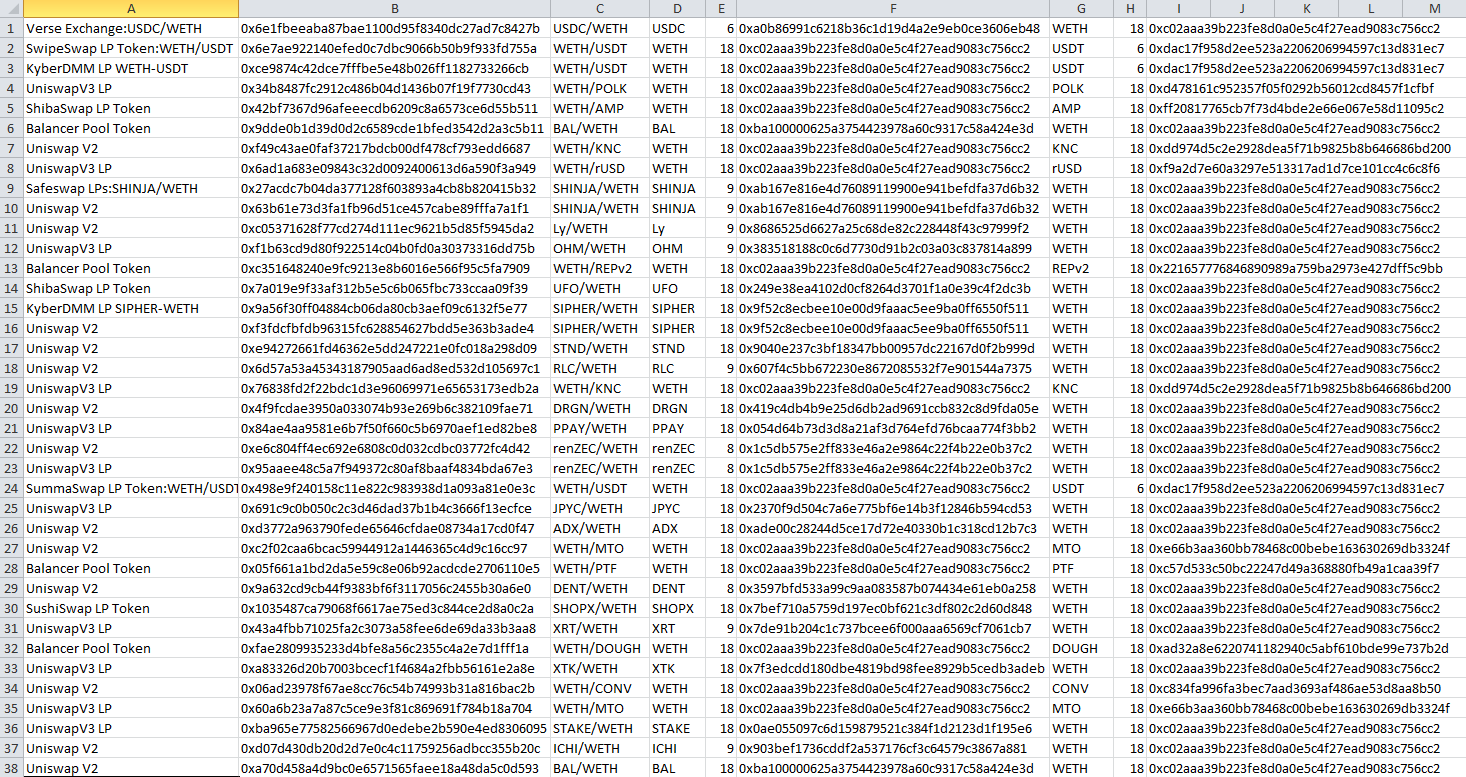 A B C D E F G H I J K L M
1 Verse Exchange:USDC/WETH 0x6e1fbeeaba87bae1100d95f8340dc27ad7c8427b USDC/WETH USDC 6 0xa0b86991c6218b36c1d19d4a2e9eb0ce3606eb48 WETH 18 0xc02aaa39b223fe8d0a0e5c4f27ead9083c756cc2
2 SwipeSwap LP Token:WETH/USDT 0x6e7ae922140efed0c7dbc9066b50b9f933fd755a WETH/USDT WETH 18 0xc02aaa39b223fe8d0a0e5c4f27ead9083c756cc2 USDT 6 0xdac17f958d2ee523a2206206994597c13d831ec7
3 KyberDMM LP WETH-USDT 0xce9874c42dce7fffbe5e48b026ff1182733266cb WETH/USDT WETH 18 0xc02aaa39b223fe8d0a0e5c4f27ead9083c756cc2 USDT 6 0xdac17f958d2ee523a2206206994597c13d831ec7
4 UniswapV3 LP 0x34b8487fc2912c486b04d1436b07f19f7730cd43 WETH/POLK WETH 18 0xc02aaa39b223fe8d0a0e5c4f27ead9083c756cc2 POLK 18 0xd478161c952357f05f0292b56012cd8457f1cfbf
5 ShibaSwap LP Token 0x42bf7367d96afeeecdb6209c8a6573ce6d55b511 WETH/AMP WETH 18 0xc02aaa39b223fe8d0a0e5c4f27ead9083c756cc2 AMP 18 0xff20817765cb7f73d4bde2e66e067e58d11095c2
6 Balancer Pool Token 0x9dde0b1d39d0d2c6589cde1bfed3542d2a3c5b11 BAL/WETH BAL 18 0xba100000625a3754423978a60c9317c58a424e3d WETH 18 0xc02aaa39b223fe8d0a0e5c4f27ead9083c756cc2
7 Uniswap V2 0xf49c43ae0faf37217bdcb00df478cf793edd6687 WETH/KNC WETH 18 0xc02aaa39b223fe8d0a0e5c4f27ead9083c756cc2 KNC 18 0xdd974d5c2e2928dea5f71b9825b8b646686bd200
8 UniswapV3 LP 0x6ad1a683e09843c32d0092400613d6a590f3a949 WETH/rUSD WETH 18 0xc02aaa39b223fe8d0a0e5c4f27ead9083c756cc2 rUSD 18 0xf9a2d7e60a3297e513317ad1d7ce101cc4c6c8f6
9 Safeswap LPs:SHINJA/WETH 0x27acdc7b04da377128f603893a4cb8b820415b32 SHINJA/WETH SHINJA 9 0xab167e816e4d76089119900e941befdfa37d6b32 WETH 18 0xc02aaa39b223fe8d0a0e5c4f27ead9083c756cc2
10 Uniswap V2 0x63b61e73d3fa1fb96d51ce457cabe89fffa7a1f1 SHINJA/WETH SHINJA 9 0xab167e816e4d76089119900e941befdfa37d6b32 WETH 18 0xc02aaa39b223fe8d0a0e5c4f27ead9083c756cc2
11 Uniswap V2 0xc05371628f77cd274d111ec9621b5d85f5945da2 Ly/WETH Ly 9 0x8686525d6627a25c68de82c228448f43c97999f2 WETH 18 0xc02aaa39b223fe8d0a0e5c4f27ead9083c756cc2
12 UniswapV3 LP 0xf1b63cd9d80f922514c04b0fd0a30373316dd75b OHM/WETH OHM 9 0x383518188c0c6d7730d91b2c03a03c837814a899 WETH 18 0xc02aaa39b223fe8d0a0e5c4f27ead9083c756cc2
13 Balancer Pool Token 0xc351648240e9fc9213e8b6016e566f95c5fa7909 WETH/REPv2 WETH 18 0xc02aaa39b223fe8d0a0e5c4f27ead9083c756cc2 REPv2 18 0x221657776846890989a759ba2973e427dff5c9bb
14 ShibaSwap LP Token 0x7a019e9f33af312b5e5c6b065fbc733ccaa09f39 UFO/WETH UFO 18 0x249e38ea4102d0cf8264d3701f1a0e39c4f2dc3b WETH 18 0xc02aaa39b223fe8d0a0e5c4f27ead9083c756cc2
15 KyberDMM LP SIPHER-WETH 0x9a56f30ff04884cb06da80cb3aef09c6132f5e77 SIPHER/WETH SIPHER 18 0x9f52c8ecbee10e00d9faaac5ee9ba0ff6550f511 WETH 18 0xc02aaa39b223fe8d0a0e5c4f27ead9083c756cc2
16 Uniswap V2 0xf3fdcfbfdb96315fc628854627bdd5e363b3ade4 SIPHER/WETH SIPHER 18 0x9f52c8ecbee10e00d9faaac5ee9ba0ff6550f511 WETH 18 0xc02aaa39b223fe8d0a0e5c4f27ead9083c756cc2
17 Uniswap V2 0xe94272661fd46362e5dd247221e0fc018a298d09 STND/WETH STND 18 0x9040e237c3bf18347bb00957dc22167d0f2b999d WETH 18 0xc02aaa39b223fe8d0a0e5c4f27ead9083c756cc2
18 Uniswap V2 0x6d57a53a45343187905aad6ad8ed532d105697c1 RLC/WETH RLC 9 0x607f4c5bb672230e8672085532f7e901544a7375 WETH 18 0xc02aaa39b223fe8d0a0e5c4f27ead9083c756cc2
19 UniswapV3 LP 0x76838fd2f22bdc1d3e96069971e65653173edb2a WETH/KNC WETH 18 0xc02aaa39b223fe8d0a0e5c4f27ead9083c756cc2 KNC 18 0xdd974d5c2e2928dea5f71b9825b8b646686bd200
20 Uniswap V2 0x4f9fcdae3950a033074b93e269b6c382109fae71 DRGN/WETH DRGN 18 0x419c4db4b9e25d6db2ad9691ccb832c8d9fda05e WETH 18 0xc02aaa39b223fe8d0a0e5c4f27ead9083c756cc2
21 UniswapV3 LP 0x84ae4aa9581e6b7f50f660c5b6970aef1ed82be8 PPAY/WETH PPAY 18 0x054d64b73d3d8a21af3d764efd76bcaa774f3bb2 WETH 18 0xc02aaa39b223fe8d0a0e5c4f27ead9083c756cc2
22 Uniswap V2 0xe6c804ff4ec692e6808c0d032cdbc03772fc4d42 renZEC/WETH renZEC 8 0x1c5db575e2ff833e46a2e9864c22f4b22e0b37c2 WETH 18 0xc02aaa39b223fe8d0a0e5c4f27ead9083c756cc2
23 UniswapV3 LP 0x95aaee48c5a7f949372c80af8baaf4834bda67e3 renZEC/WETH renZEC 8 0x1c5db575e2ff833e46a2e9864c22f4b22e0b37c2 WETH 18 0xc02aaa39b223fe8d0a0e5c4f27ead9083c756cc2
24 SummaSwap LP Token:WETH/USDT 0x498e9f240158c11e822c983938d1a093a81e0e3c WETH/USDT WETH 18 0xc02aaa39b223fe8d0a0e5c4f27ead9083c756cc2 USDT 6 0xdac17f958d2ee523a2206206994597c13d831ec7
25 UniswapV3 LP 0x691c9c0b050c2c3d46dad37b1b4c3666f13ecfce JPYC/WETH JPYC 18 0x2370f9d504c7a6e775bf6e14b3f12846b594cd53 WETH 18 0xc02aaa39b223fe8d0a0e5c4f27ead9083c756cc2
26 Uniswap V2 0xd3772a963790fede65646cfdae08734a17cd0f47 ADX/WETH ADX 18 0xade00c28244d5ce17d72e40330b1c318cd12b7c3 WETH 18 0xc02aaa39b223fe8d0a0e5c4f27ead9083c756cc2
27 Uniswap V2 0xc2f02caa6bcac59944912a1446365c4d9c16cc97 WETH/MTO WETH 18 0xc02aaa39b223fe8d0a0e5c4f27ead9083c756cc2 MTO 18 0xe66b3aa360bb78468c00bebe163630269db3324f
28 Balancer Pool Token 0x05f661a1bd2da5e59c8e06b92acdcde2706110e5 WETH/PTF WETH 18 0xc02aaa39b223fe8d0a0e5c4f27ead9083c756cc2 PTF 18 0xc57d533c50bc22247d49a368880fb49a1caa39f7
29 Uniswap V2 0x9a632cd9cb44f9383bf6f3117056c2455b30a6e0 DENT/WETH DENT 8 0x3597bfd533a99c9aa083587b074434e61eb0a258 WETH 18 0xc02aaa39b223fe8d0a0e5c4f27ead9083c756cc2
30 SushiSwap LP Token 0x1035487ca79068f6617ae75ed3c844ce2d8a0c2a SHOPX/WETH SHOPX 18 0x7bef710a5759d197ec0bf621c3df802c2d60d848 WETH 18 0xc02aaa39b223fe8d0a0e5c4f27ead9083c756cc2
31 UniswapV3 LP 0x43a4fbb71025fa2c3073a58fee6de69da33b3aa8 XRT/WETH XRT 9 0x7de91b204c1c737bcee6f000aaa6569cf7061cb7 WETH 18 0xc02aaa39b223fe8d0a0e5c4f27ead9083c756cc2
32 Balancer Pool Token 0xfae2809935233d4bfe8a56c2355c4a2e7d1fff1a WETH/DOUGH WETH 18 0xc02aaa39b223fe8d0a0e5c4f27ead9083c756cc2 DOUGH 18 0xad32a8e6220741182940c5abf610bde99e737b2d
33 UniswapV3 LP 0xa83326d20b7003bcecf1f4684a2fbb56161e2a8e XTK/WETH XTK 18 0x7f3edcdd180dbe4819bd98fee8929b5cedb3adeb WETH 18 0xc02aaa39b223fe8d0a0e5c4f27ead9083c756cc2
34 Uniswap V2 0x06ad23978f67ae8cc76c54b74993b31a816bac2b WETH/CONV WETH 18 0xc02aaa39b223fe8d0a0e5c4f27ead9083c756cc2 CONV 18 0xc834fa996fa3bec7aad3693af486ae53d8aa8b50
35 UniswapV3 LP 0x60a6b23a7a87c5ce9e3f81c869691f784b18a704 WETH/MTO WETH 18 0xc02aaa39b223fe8d0a0e5c4f27ead9083c756cc2 MTO 18 0xe66b3aa360bb78468c00bebe163630269db3324f
36 UniswapV3 LP 0xba965e77582566967d0edebe2b590e4ed8306095 STAKE/WETH STAKE 18 0x0ae055097c6d159879521c384f1d2123d1f195e6 WETH 18 0xc02aaa39b223fe8d0a0e5c4f27ead9083c756cc2
37 Uniswap V2 0xd07d430db20d2d7e0c4c11759256adbcc355b20c ICHI/WETH ICHI 9 0x903bef1736cddf2a537176cf3c64579c3867a881 WETH 18 0xc02aaa39b223fe8d0a0e5c4f27ead9083c756cc2
38 Uniswap V2 0xa70d458a4d9bc0e6571565faee18a48da5c0d593 BAL/WETH BAL 18 0xba100000625a3754423978a60c9317c58a424e3d WETH 18 0xc02aaa39b223fe8d0a0e5c4f27ead9083c756cc2